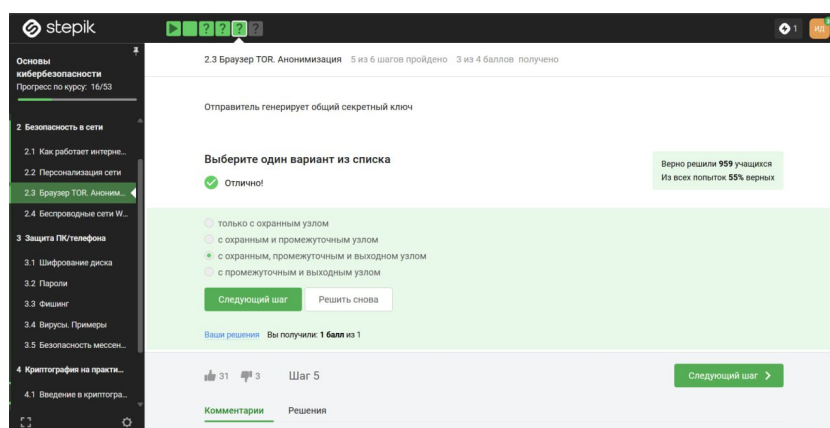 stepik
1
ИД
Основы
кибербезопасности
Прогресс по курсу: 16/53
2 Безопасность в сети
2.1 Как работает интерне...
2.2 Персонализация сети
2.3 Браузер TOR. Аноним...
2.4 Беспроводные сети W...
3 Защита ПК/телефона
3.1 Шифрование диска
3.2 Пароли
3.3 Фишинг
3.4 Вирусы. Примеры
3.5 Безопасность мессен...
4 Криптография на практи...
4.1 Введение в криптогра...
2.3 Браузер TOR. Анонимизация 5 из 6 шагов пройдено 3 из 4 баллов получено
Отправитель генерирует общий секретный ключ
Выберите один вариант из списка
Отлично!
Верно решили 959 учащихся
Из всех попыток 55% верных
только с охранным узлом
с охранным и промежуточным узлом
с охранным, промежуточным и выходном узлом
с промежуточным и выходным узлом
Следующий шаг Решить снова
Ваши решения Вы получили: 1 балл из 1
31 3 Шаг 5
Следующий шаг
Комментарии Решения